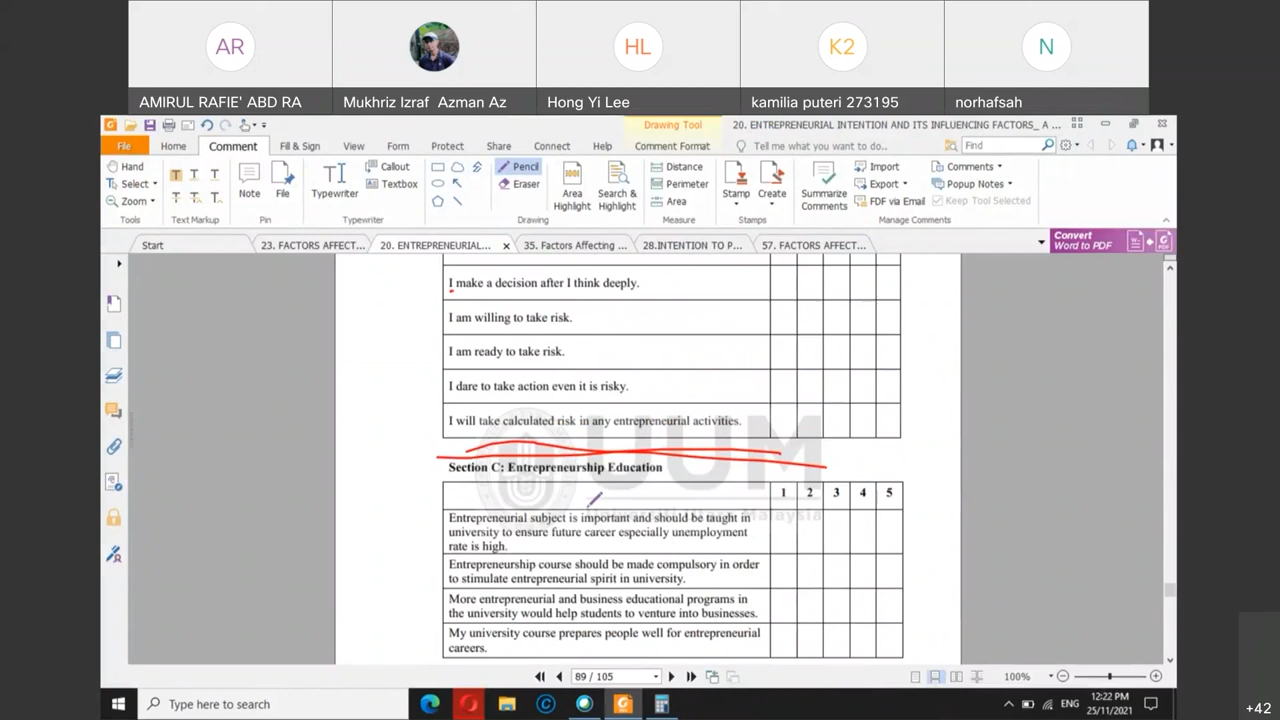 AR
HL
K2
N
AMIRUL RAFIE' ABD RA
Mukhriz Izraf Azman Az
Hong Yi Lee
kamilia puteri 273195
norhafsah
Drawing Tool
20. ENTREPRENEURIAL INTENTION AND ITS INFLUENCING FACTORS_ A ...
File Home Comment View Form Protect Fill & Sign Share Connect Help Comment Format
Tell me what you want to do..
Find
Hand
Select
Zoom
Tools
Text Markup
Note
File
Pin
Typewriter
Callout
Textbox
Typewriter
Pencil
Eraser
Drawing
Area Highlight
Search & Highlight
Distance
Perimeter
Area
Measure
Stamp
Create
Stamps
Summarize Comments
Import
Export
FDF via Email
Comments
Popup Notes
Keep Tool Selected
Manage Comments
Start
23. FACTORS AFFECT...
20. ENTREPRENEURIAL...
35. Factors Affecting ...
28.INTENTION TO P...
57. FACTORS AFFECT...
Convert
Word to PDF
I make a decision after I think deeply.
I am willing to take risk.
I am ready to take risk.
I dare to take action even it is risky.
I will take calculated risk in any entrepreneurial activities.
UUM
Section C: Entrepreneurship Education
1 2 3 4 5
Entrepreneurial subject is important and should be taught in
university to ensure future career especially unemployment
rate is high.
Entrepreneurship course should be made compulsory in order
to stimulate entrepreneurial spirit in university.
More entrepreneurial and business educational programs in
the university would help students to venture into businesses.
My university course prepares people well for entrepreneurial
careers.
89 / 105
100%
Type here to search
ENG
12:22 PM
25/11/2021
+42